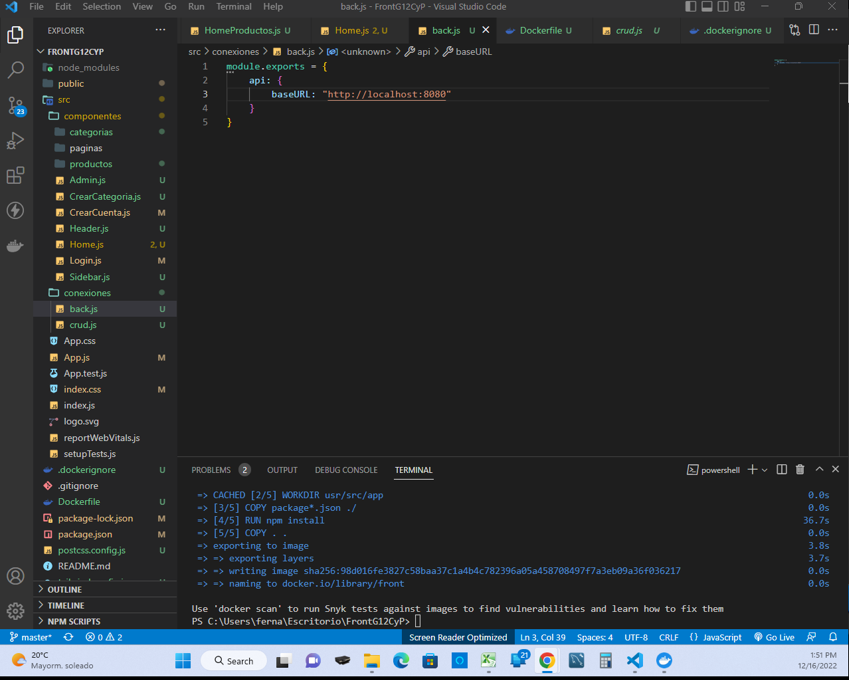 File Edit Selection View Go Run Terminal Help back.js - FrontG12CyP - Visual Studio Code
EXPLORER ...
HomeProductos.js U Home.js 2, U back.js U Dockerfile U crud.js U .dockerignore U
FRONTG12CYP
src > conexiones > back.js > <unknown> > api > baseURL
node_modules
public
src
componentes
categorias
paginas
productos
Admin.js U
CrearCategoria.js U
CrearCuenta.js M
Header.js U
Home.js 2, U
Login.js M
Sidebar.js U
conexiones
back.js U
crud.js U
App.css
App.js M
App.test.js
index.css M
index.js
logo.svg
reportWebVitals.js
setupTests.js
.dockerignore U
.gitignore
Dockerfile U
package-lock.json M
package.json M
postcss.config.js U
README.md
OUTLINE
TIMELINE
NPM SCRIPTS
23
1 module.exports = {
2 api: {
3 baseURL: "http://localhost:8080"
4 }
5 }
PROBLEMS 2 OUTPUT DEBUG CONSOLE TERMINAL powershell
=> CACHED [2/5] WORKDIR usr/src/app 0.0s
=> [3/5] COPY package*.json ./ 0.0s
=> [4/5] RUN npm install 36.7s
=> [5/5] COPY . . 0.0s
=> exporting to image 3.8s
=> => exporting layers 3.7s
=> => writing image sha256:98d016fe3827c58baa37c1a4b4c782396a05a458708497f7a3eb09a36f036217 0.0s
=> => naming to docker.io/library/front 0.0s
Use 'docker scan' to run Snyk tests against images to find vulnerabilities and learn how to fix them
PS C:\Users\ferna\Escritorio\FrontG12CyP>
master* 0 2 Screen Reader Optimized Ln 3, Col 39 Spaces: 4 UTF-8 CRLF {} JavaScript Go Live
20°C
Mayorm. soleado
Search
21
1:51 PM
12/16/2022